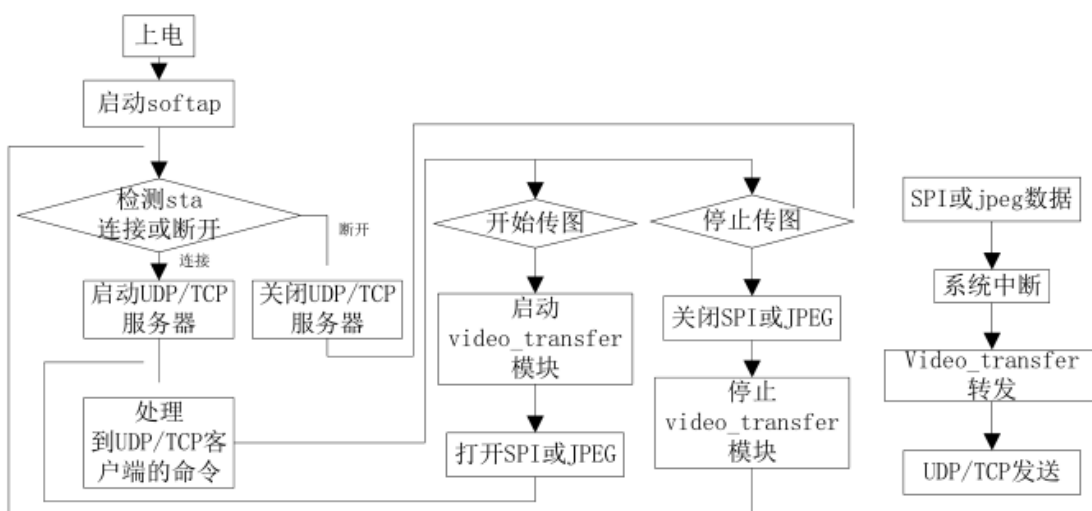 上电
启动softap
检测sta
连接或断开
断开
连接
启动UDP/TCP
服务器
关闭UDP/TCP
服务器
处理
到UDP/TCP客
户端的命令
开始传图
启动
video_transfer
模块
打开SPI或JPEG
停止传图
关闭SPI或JPEG
停止
video_transfer
模块
SPI或jpeg数据
系统中断
Video_transfer
转发
UDP/TCP发送